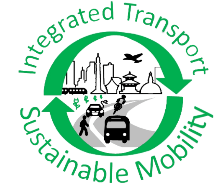 Integrated Transport
Sustainable Mobility